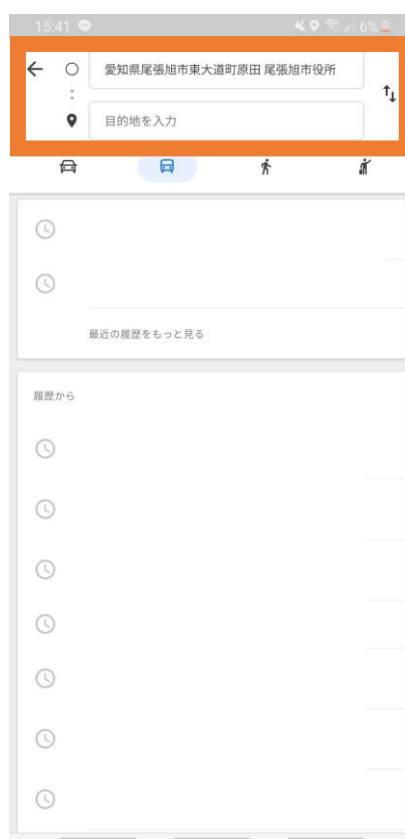 15:41
6%
愛知県尾張旭市東大道町原田 尾張旭市役所
目的地を入力
最近の履歴をもっと見る
履歴から